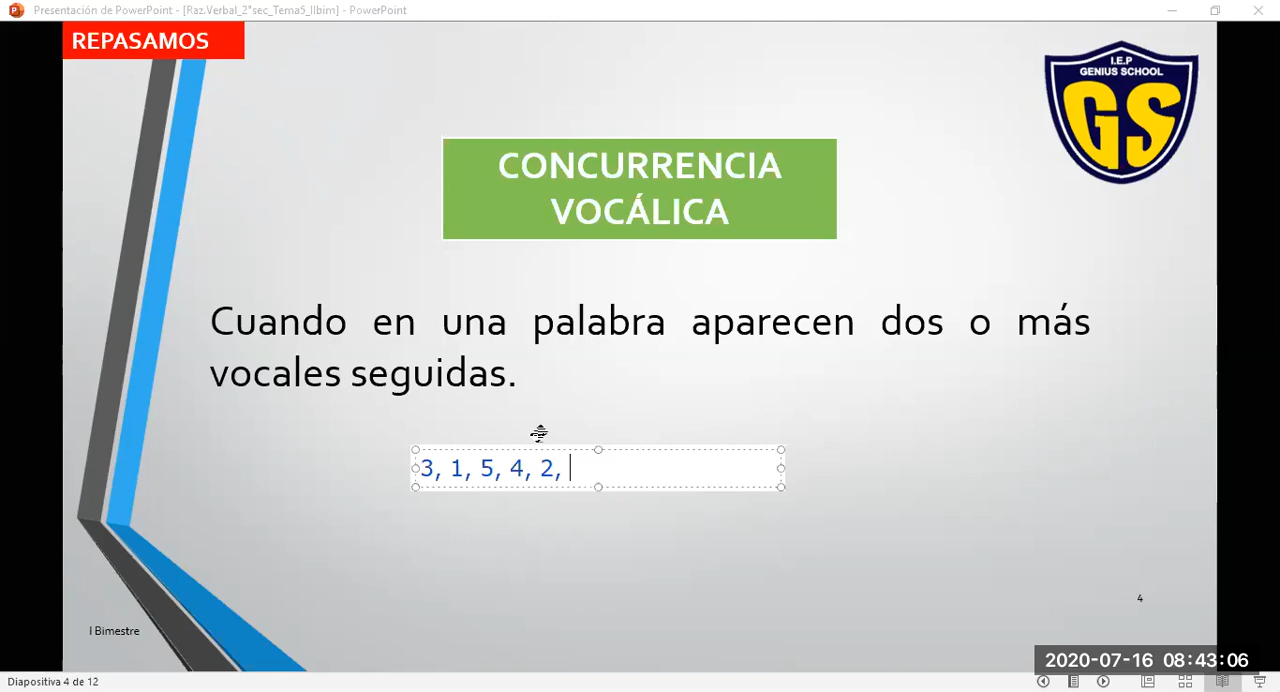 Presentación de PowerPoint - [Raz.Verbal_2°sec_Tema5_IIbim] - PowerPoint
REPASAMOS
I.E.P
GENIUS SCHOOL
GS
CONCURRENCIA
VOCÁLICA
Cuando en una palabra aparecen dos o más
vocales seguidas.
3, 1, 5, 4, 2,
4
I Bimestre
2020-07-16 08:43:06
Diapositiva 4 de 12